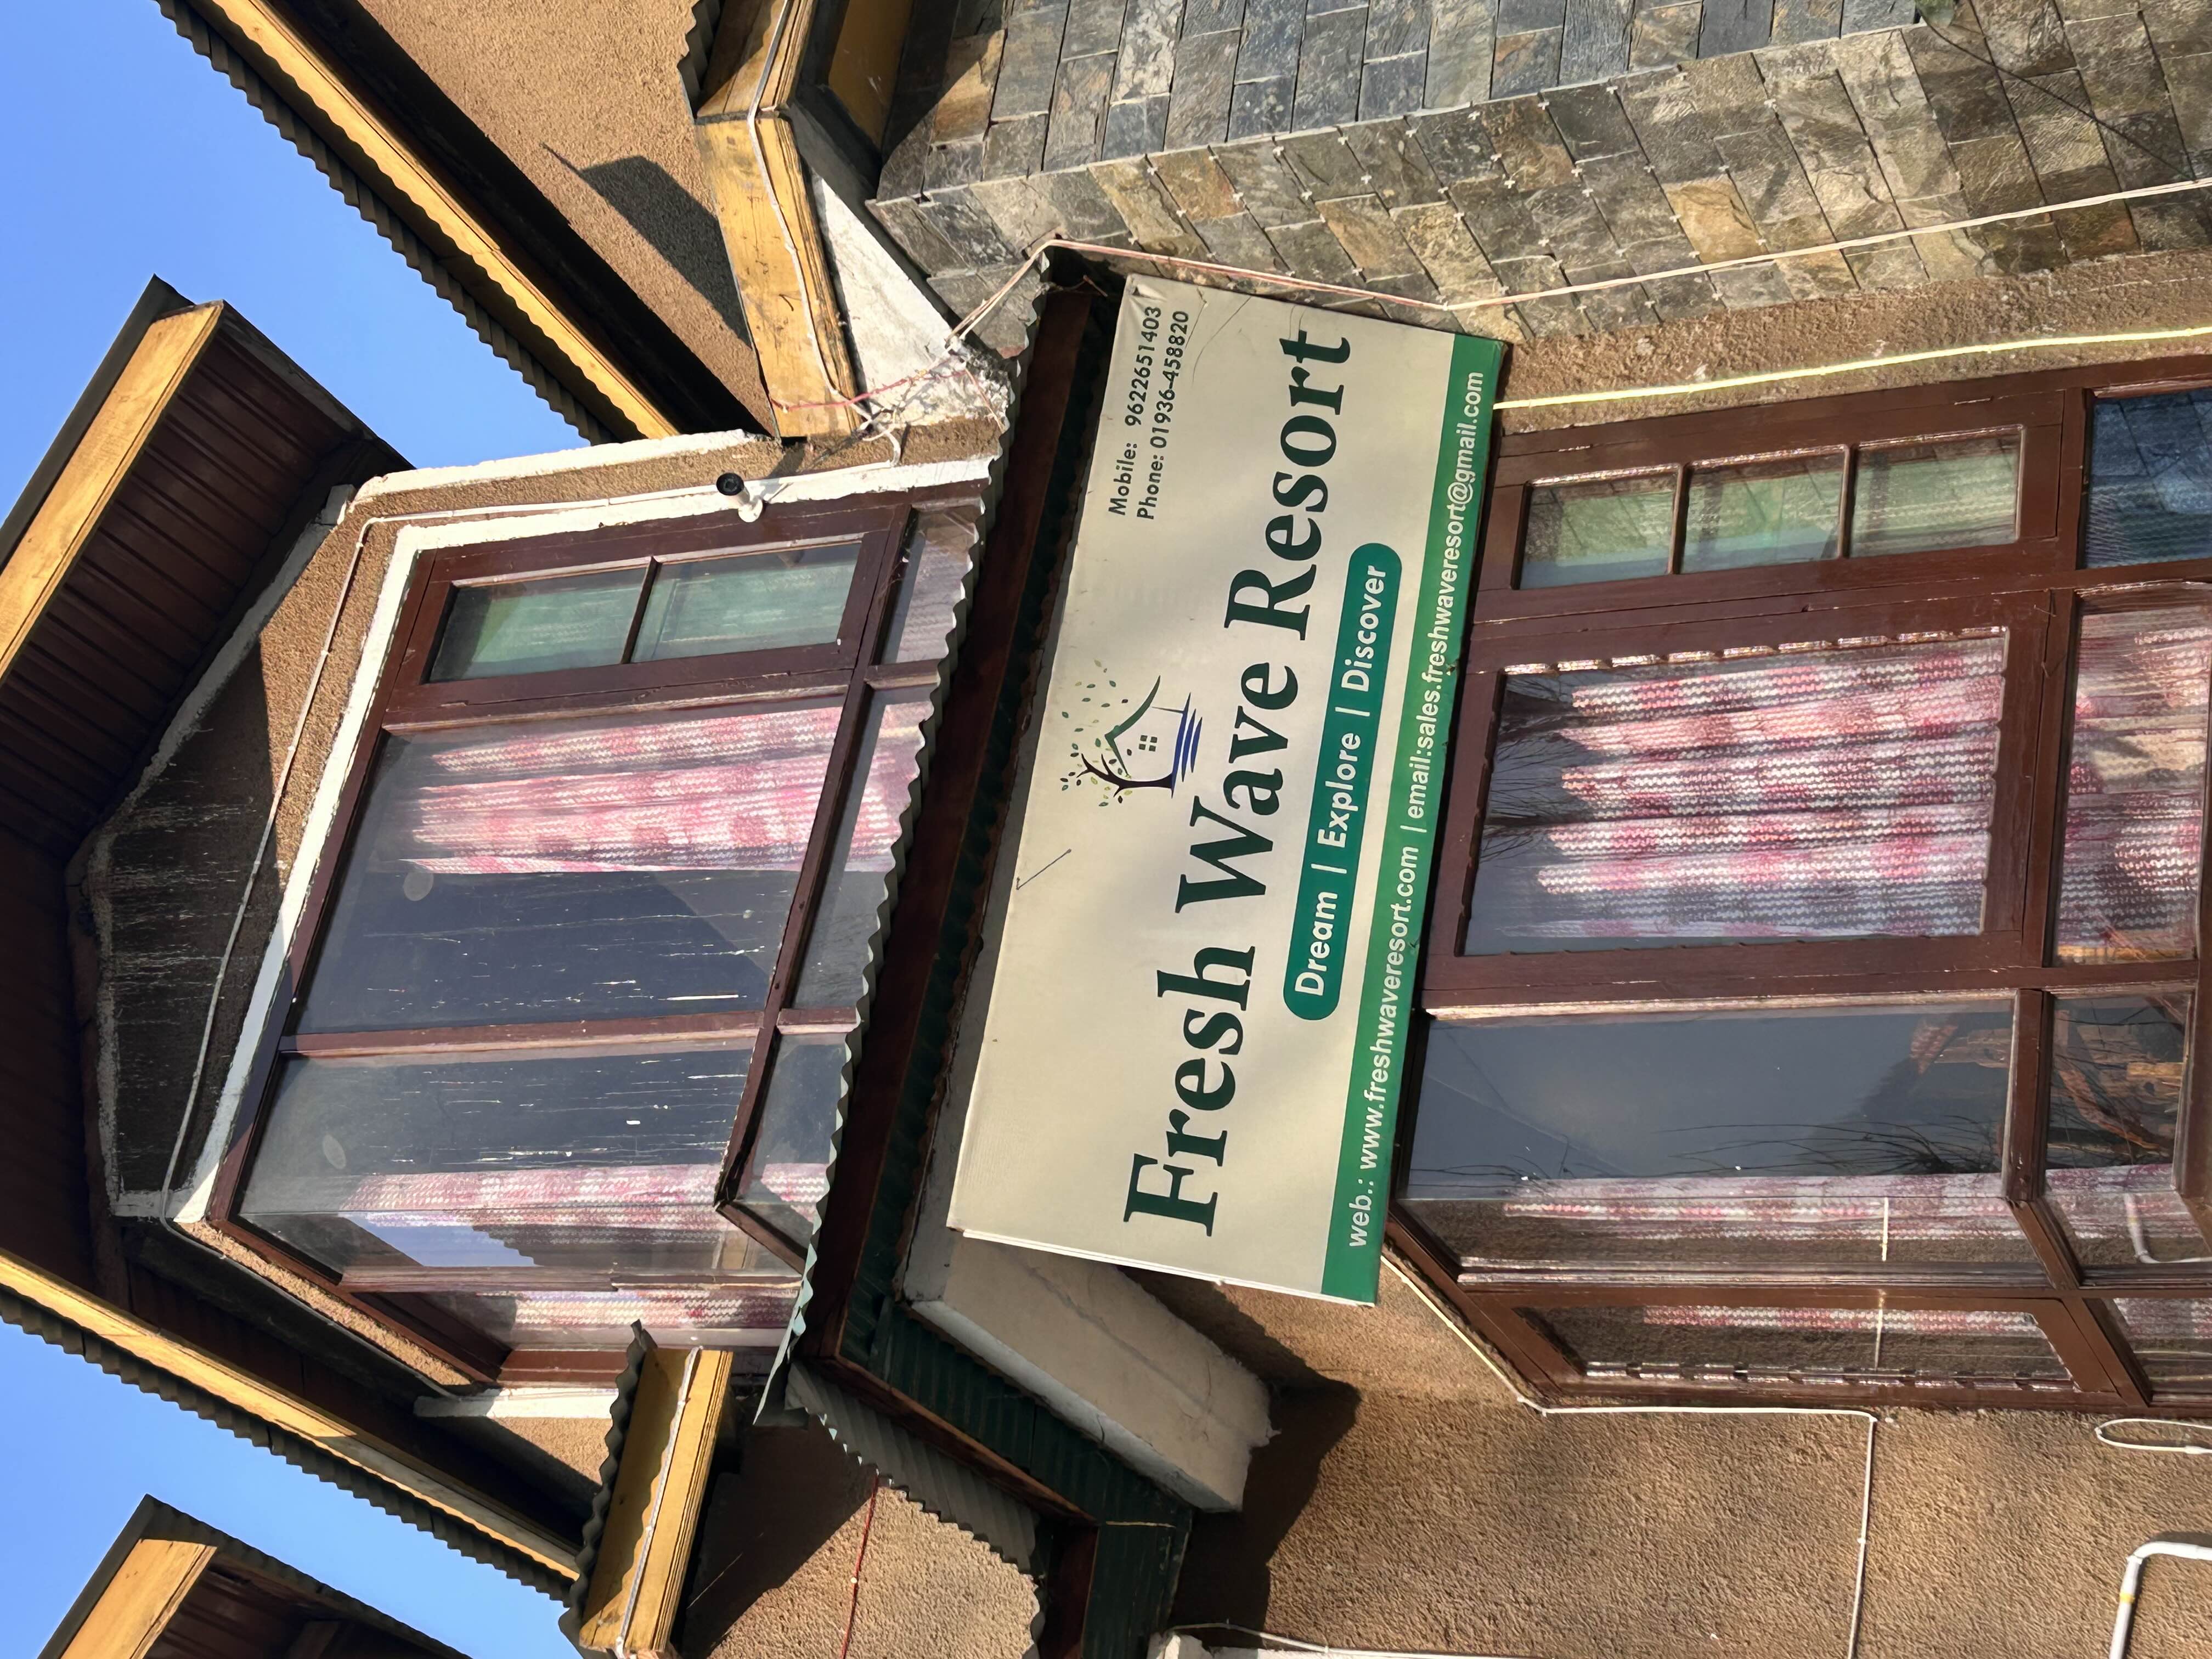 Mobile: 9622651403
Phone: 01936-458820
Fresh Wave Resort
Dream | Explore | Discover
web.: www.freshwaveresort.com | email:sales.freshwaveresort@gmail.com